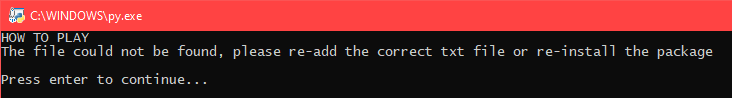 C:\WINDOWS\py.exe
HOW TO PLAY
The file could not be found, please re-add the correct txt file or re-install the package
Press enter to continue...